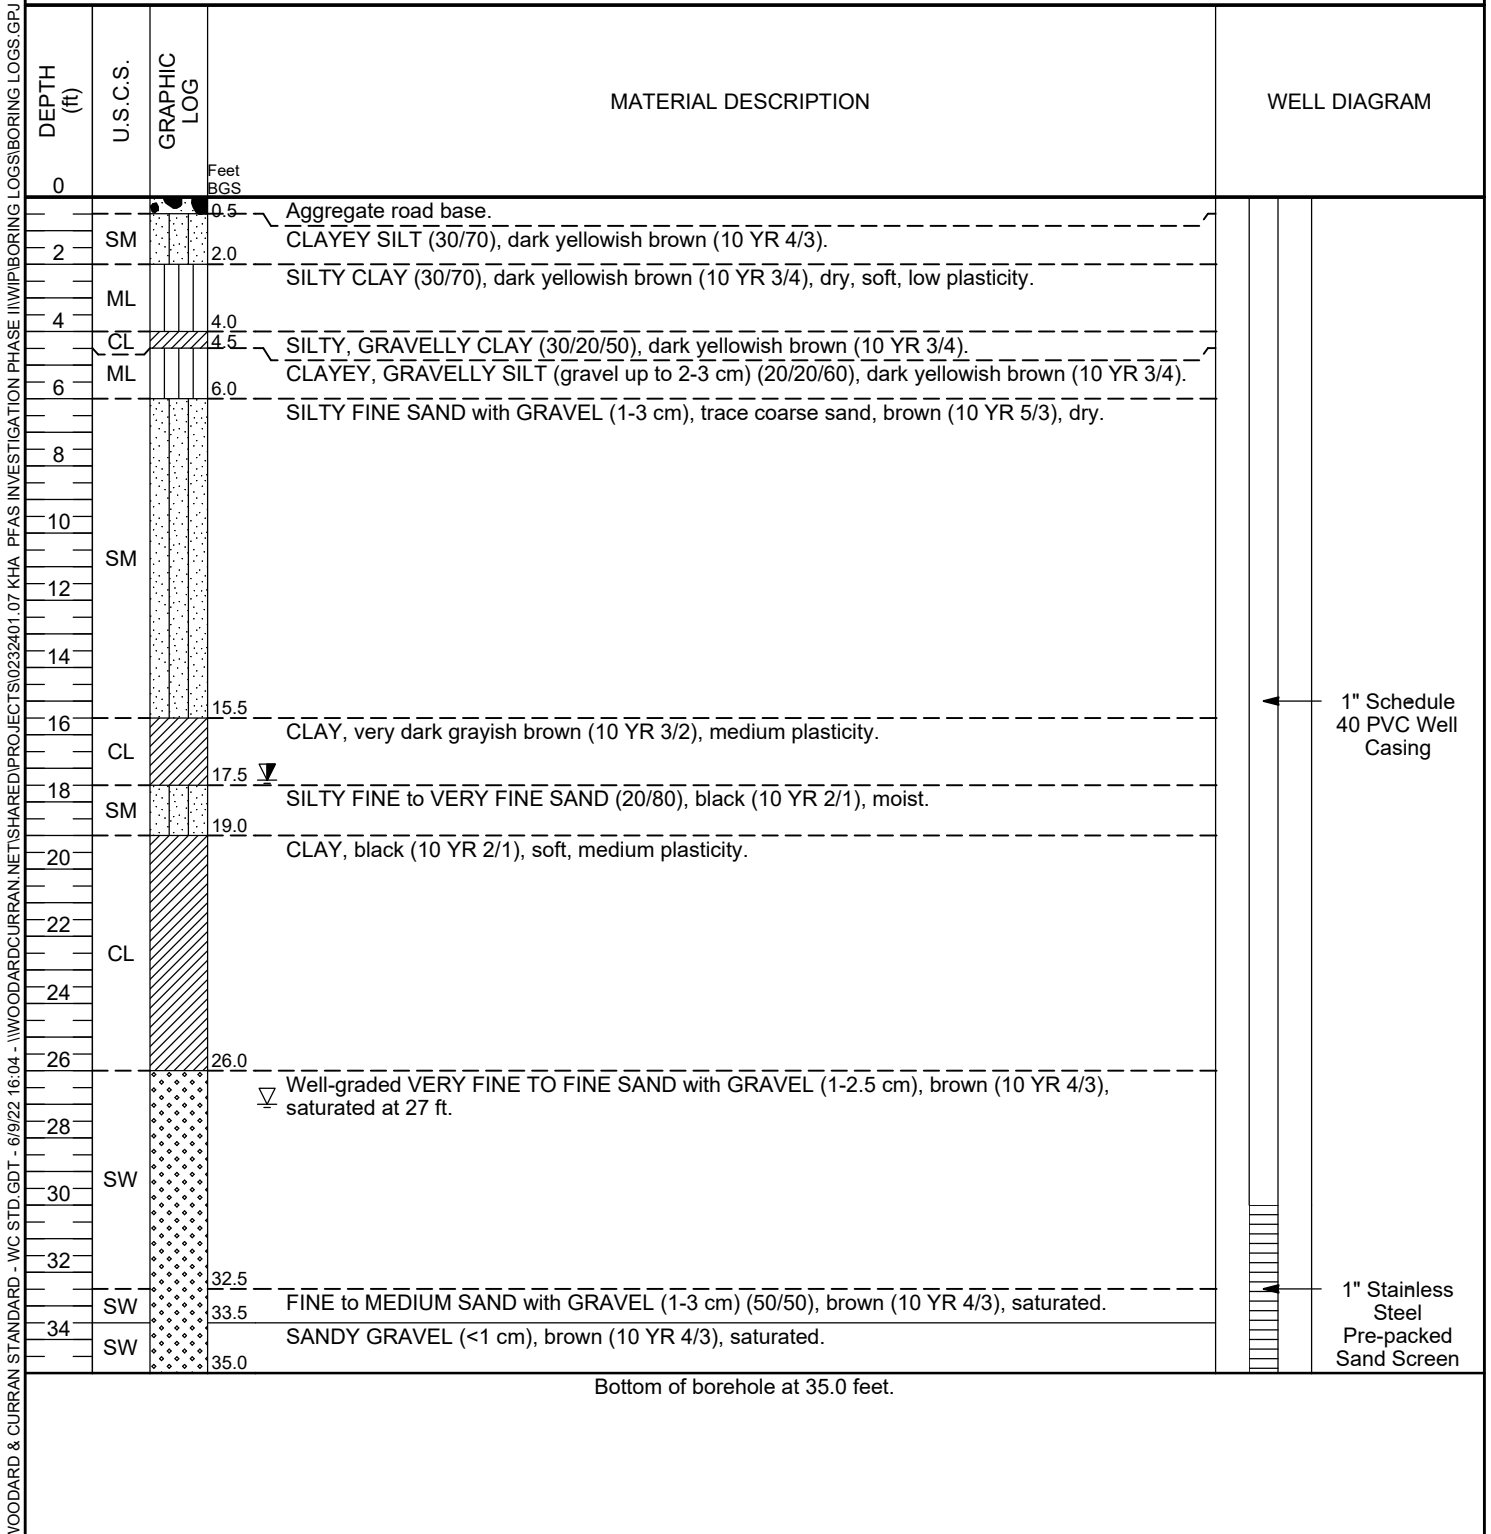 DEPTH
(ft)
U.S.C.S.
GRAPHIC
LOG
MATERIAL DESCRIPTION
WELL DIAGRAM
0
Feet
BGS
0.5
Aggregate road base.
SM
CLAYEY SILT (30/70), dark yellowish brown (10 YR 4/3).
2
2.0
SILTY CLAY (30/70), dark yellowish brown (10 YR 3/4), dry, soft, low plasticity.
ML
4
4.0
CL
4.5
SILTY, GRAVELLY CLAY (30/20/50), dark yellowish brown (10 YR 3/4).
ML
CLAYEY, GRAVELLY SILT (gravel up to 2-3 cm) (20/20/60), dark yellowish brown (10 YR 3/4).
6
6.0
SILTY FINE SAND with GRAVEL (1-3 cm), trace coarse sand, brown (10 YR 5/3), dry.
8
10
SM
12
14
15.5
1" Schedule
40 PVC Well
Casing
16
CLAY, very dark grayish brown (10 YR 3/2), medium plasticity.
CL
17.5
18
SILTY FINE to VERY FINE SAND (20/80), black (10 YR 2/1), moist.
SM
19.0
20
CLAY, black (10 YR 2/1), soft, medium plasticity.
22
CL
24
26
26.0
Well-graded VERY FINE TO FINE SAND with GRAVEL (1-2.5 cm), brown (10 YR 4/3),
saturated at 27 ft.
28
SW
30
32
32.5
1" Stainless
Steel
Pre-packed
Sand Screen
SW
33.5
FINE to MEDIUM SAND with GRAVEL (1-3 cm) (50/50), brown (10 YR 4/3), saturated.
34
SW
SANDY GRAVEL (<1 cm), brown (10 YR 4/3), saturated.
35.0
Bottom of borehole at 35.0 feet.
WOODARD & CURRAN STANDARD - WC STD.GDT - 6/9/22 16:04 - \\WOODARDCURRAN.NET\SHARED\PROJECTS\0232401.07 KHA PFAS INVESTIGATION PHASE II\WIP\BORING LOGS\BORING LOGS.GPJ